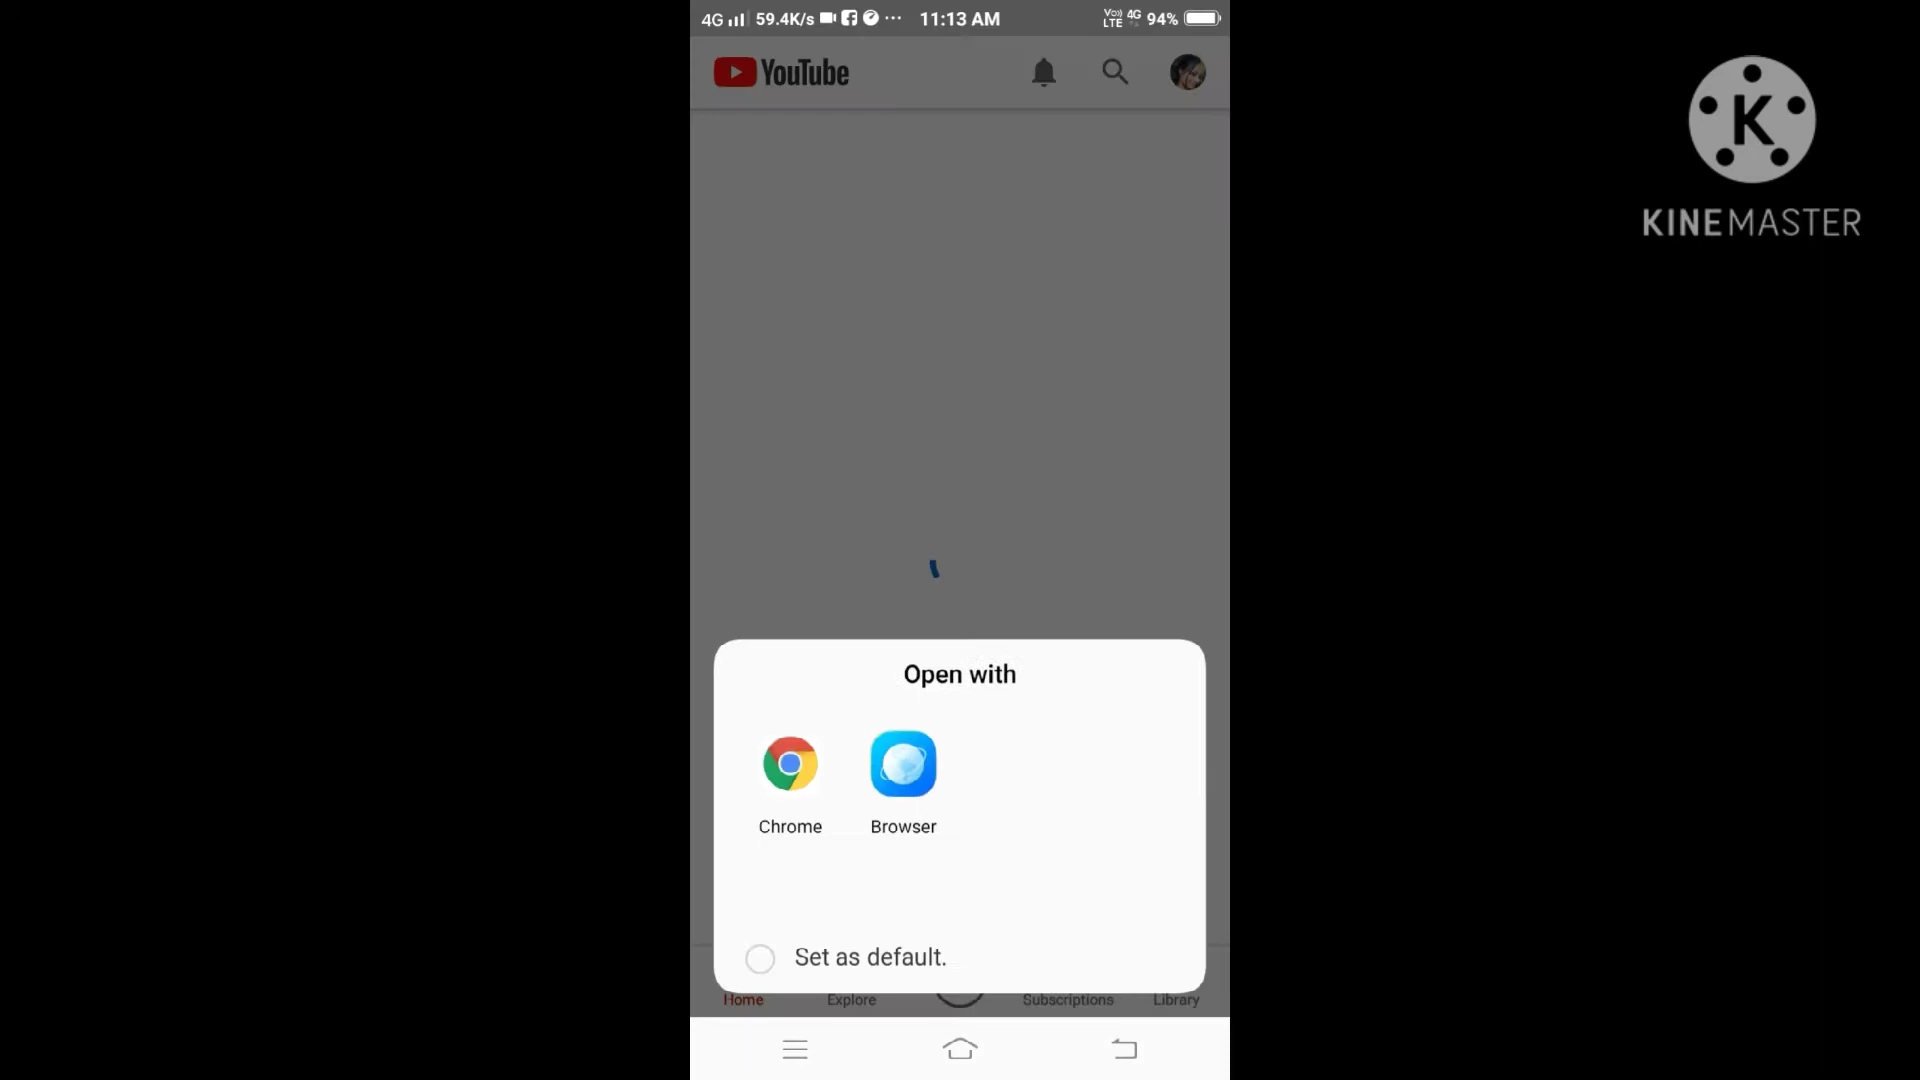 4G 59.4K/s ··· 11:13 AM VoLTE 4G 94%
YouTube
K
KINEMASTER
Open with
Chrome Browser
Set as default.
Home Explore Subscriptions Library